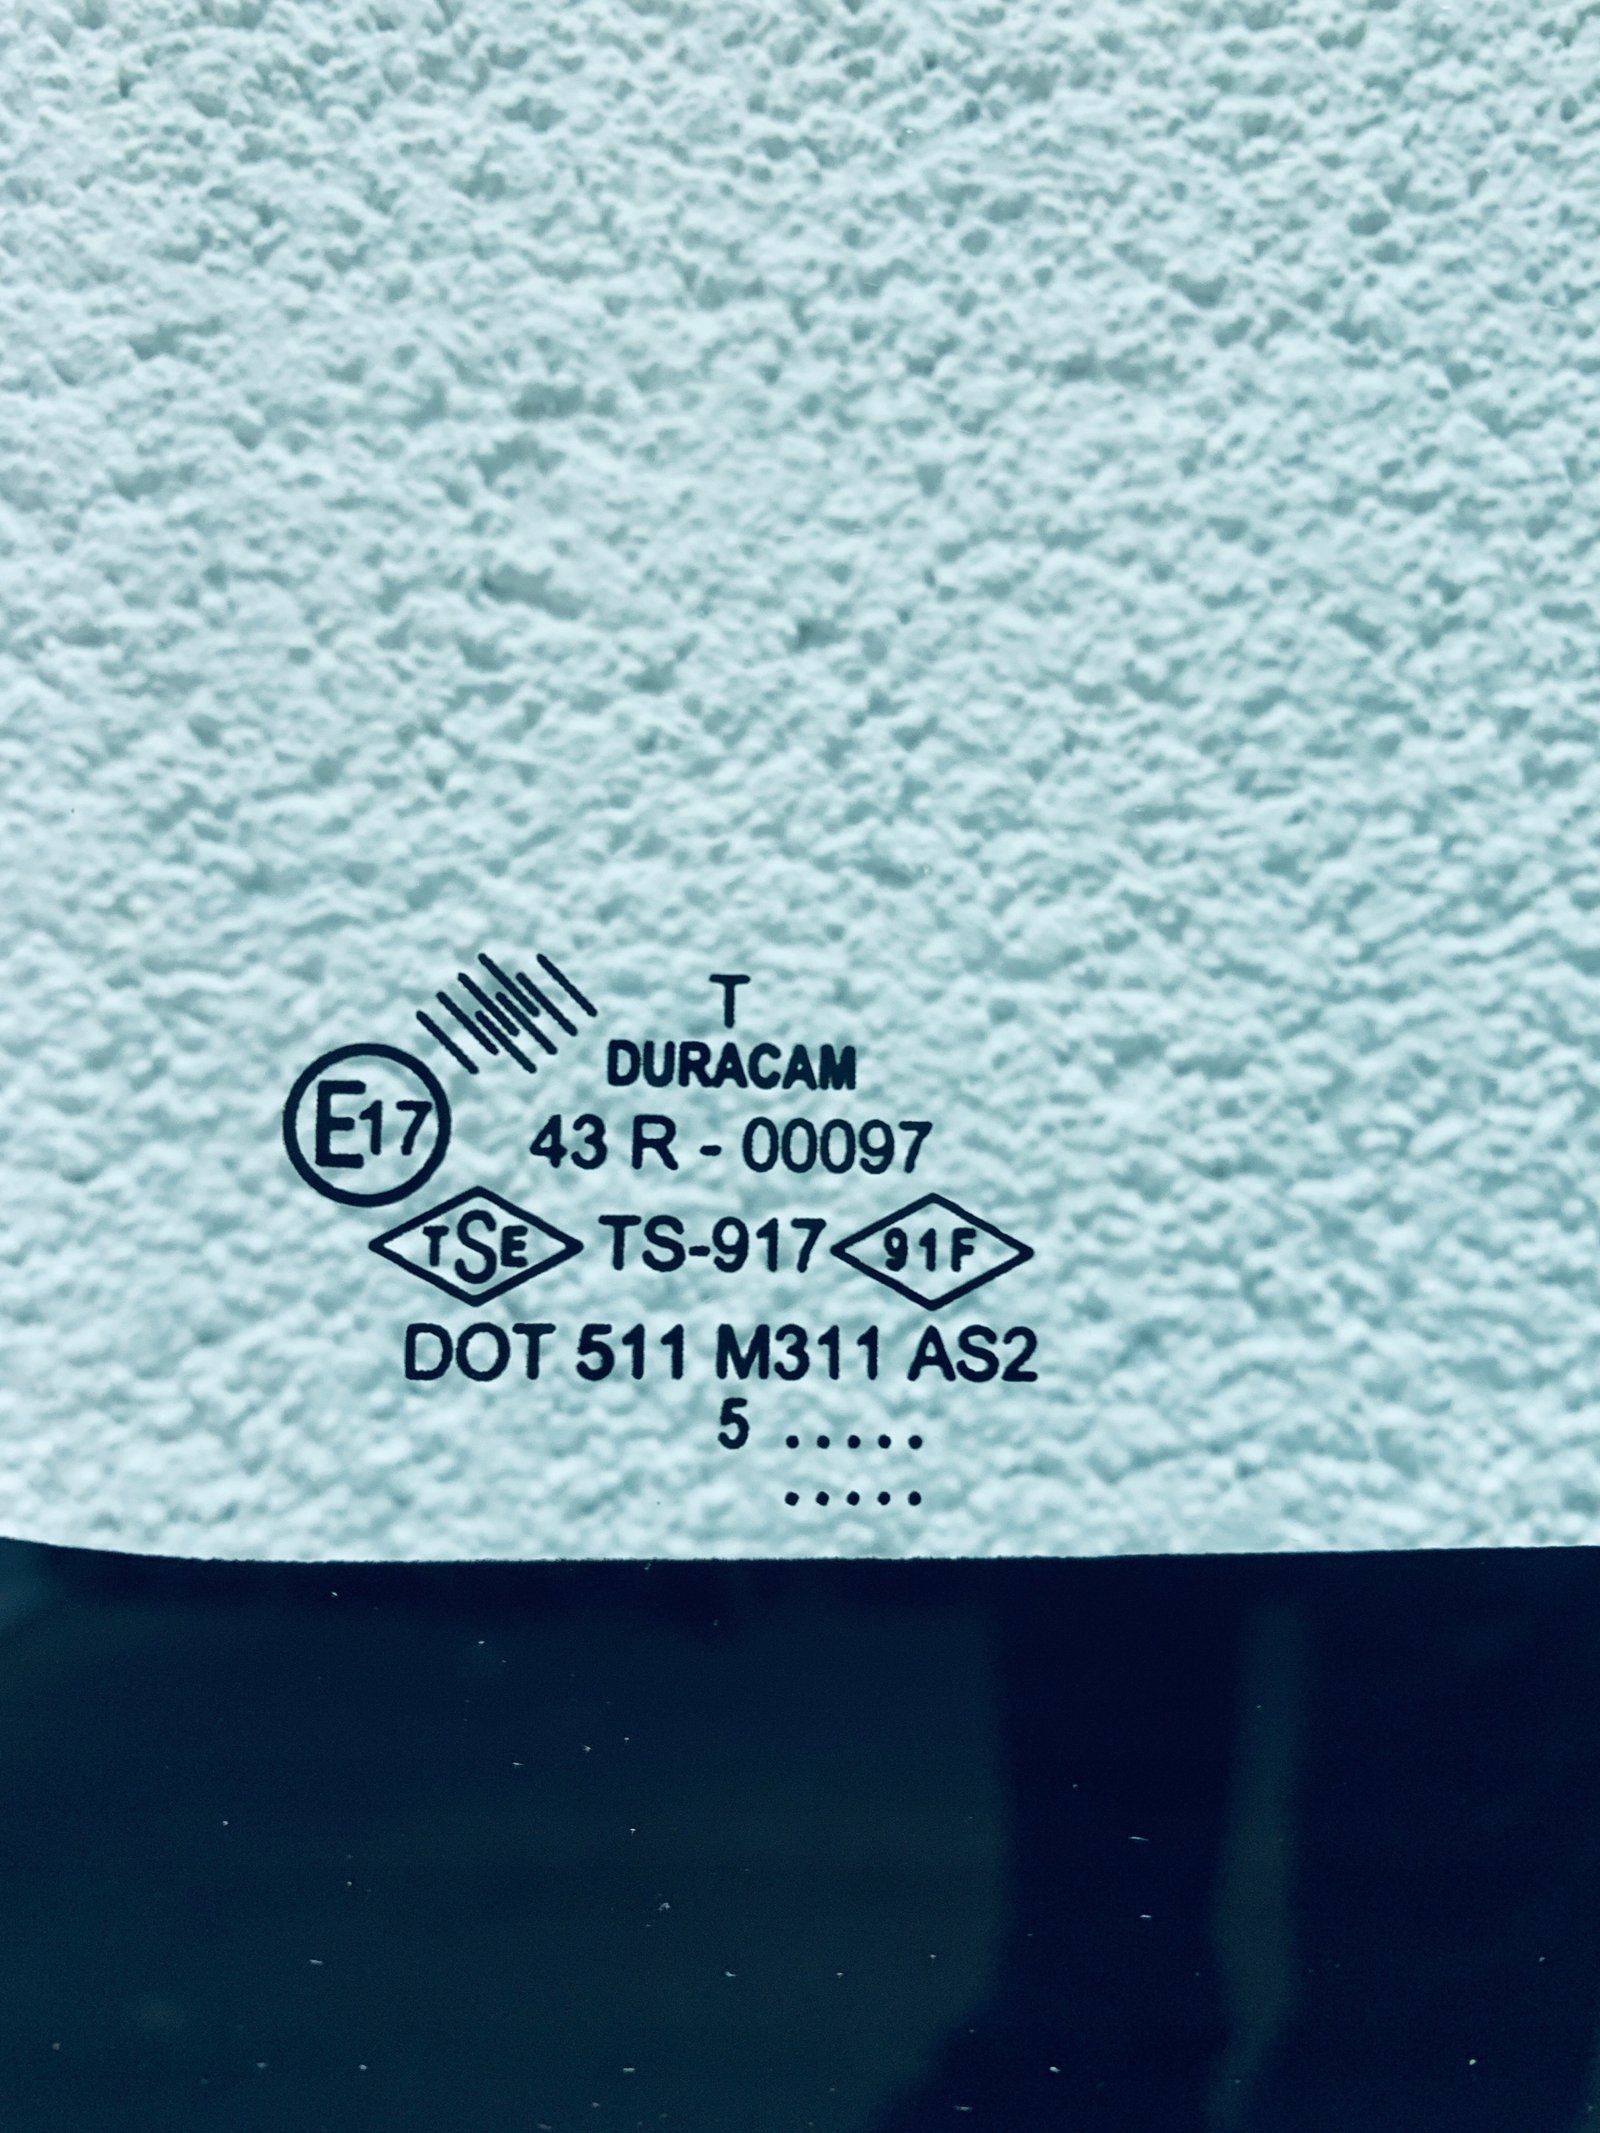 T
DURACAM
E17
43 R - 00097
TSE TS-917 91F
DOT 511 M311 AS2
5 .....
.....